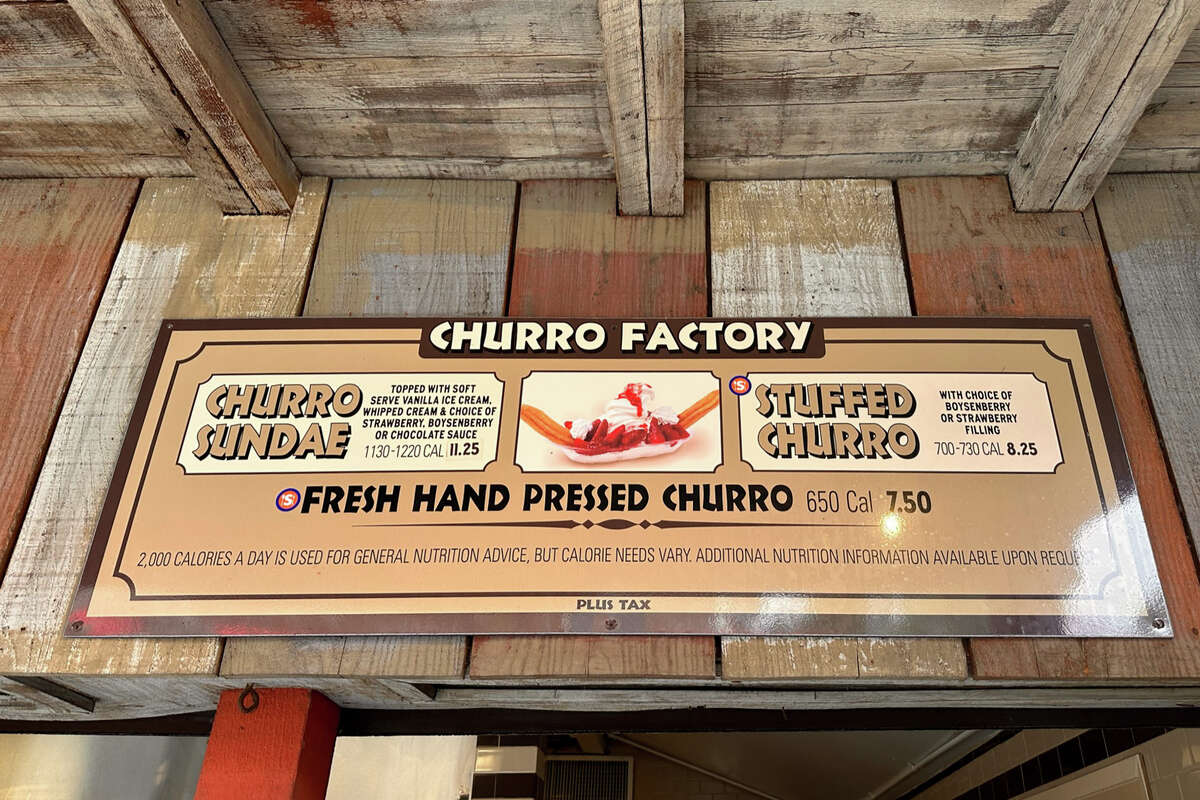 CHURRO FACTORY
CHURRO
SUNDAE
TOPPED WITH SOFT
SERVE VANILLA ICE CREAM,
WHIPPED CREAM & CHOICE OF
STRAWBERRY, BOYSENBERRY
OR CHOCOLATE SAUCE
1130-1220 CAL 11.25
S
STUFFED
CHURRO
WITH CHOICE OF
BOYSENBERRY
OR STRAWBERRY
FILLING
700-730 CAL 8.25
S FRESH HAND PRESSED CHURRO 650 Cal 7.50
2,000 CALORIES A DAY IS USED FOR GENERAL NUTRITION ADVICE, BUT CALORIE NEEDS VARY. ADDITIONAL NUTRITION INFORMATION AVAILABLE UPON
PLUS TAX